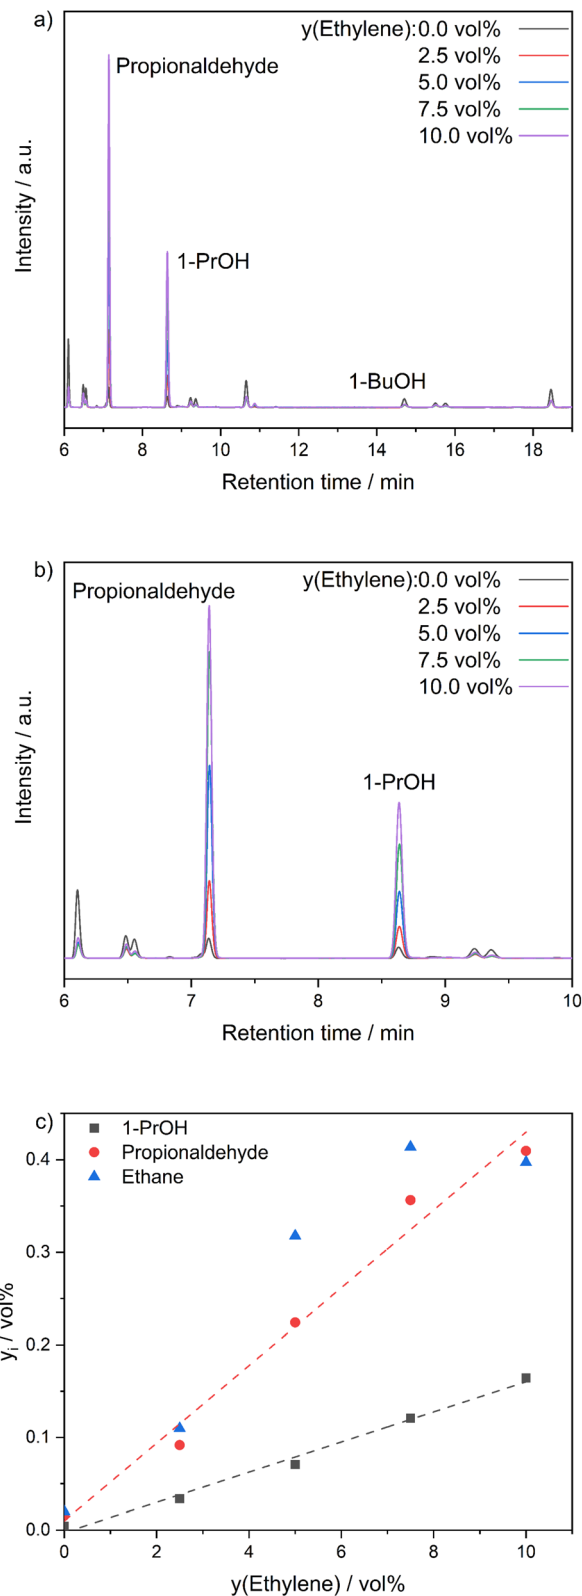 a)
y(Ethylene):0.0 vol%
2.5 vol%
5.0 vol%
7.5 vol%
10.0 vol%
Propionaldehyde
1-PrOH
1-BuOH
Intensity / a.u.
6 8 10 12 14 16 18
Retention time / min
b)
y(Ethylene):0.0 vol%
2.5 vol%
5.0 vol%
7.5 vol%
10.0 vol%
Propionaldehyde
1-PrOH
Intensity / a.u.
6 7 8 9 10
Retention time / min
c)
1-PrOH
Propionaldehyde
Ethane
0.4
0.3
0.2
0.1
0.0
yi / vol%
0 2 4 6 8 10
y(Ethylene) / vol%